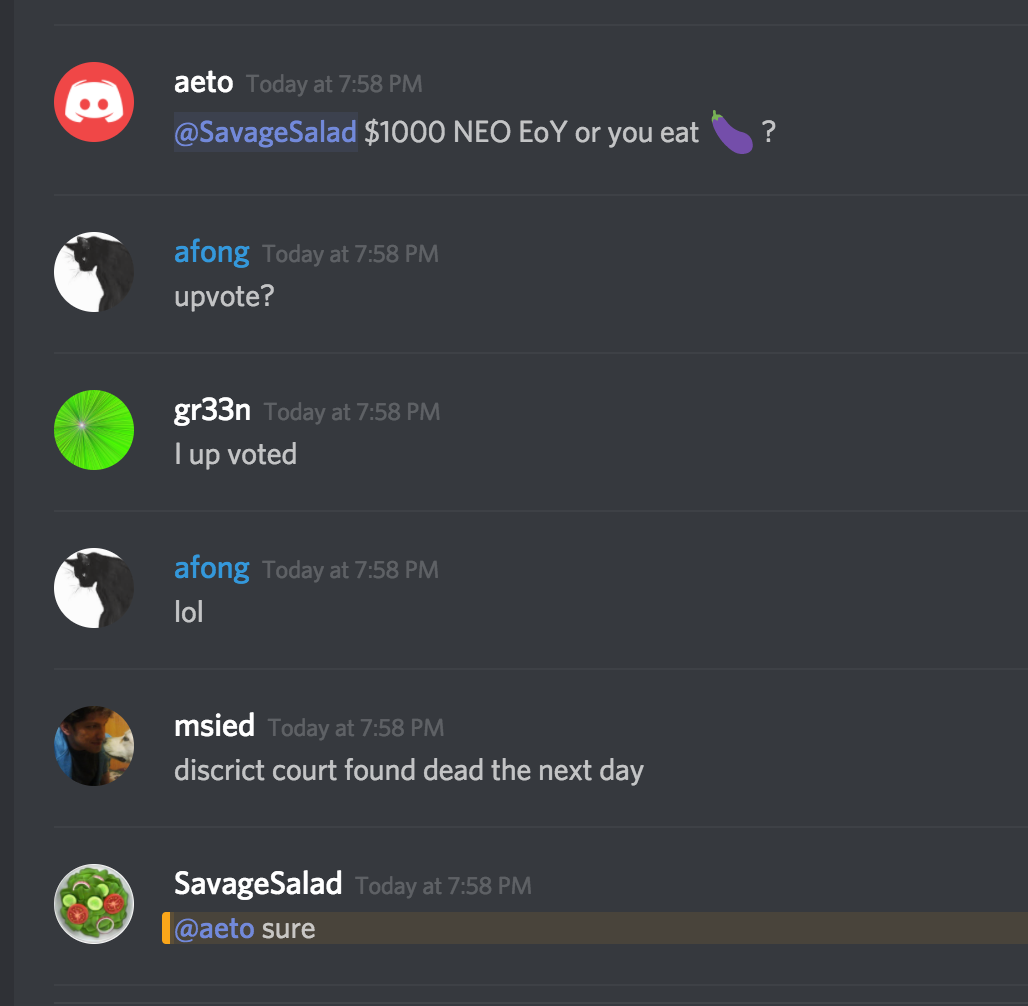 aeto Today at 7:58 PM
@SavageSalad $1000 NEO EoY or you eat 🍆 ?
afong Today at 7:58 PM
upvote?
gr33n Today at 7:58 PM
I up voted
afong Today at 7:58 PM
lol
msied Today at 7:58 PM
discrict court found dead the next day
SavageSalad Today at 7:58 PM
@aeto sure